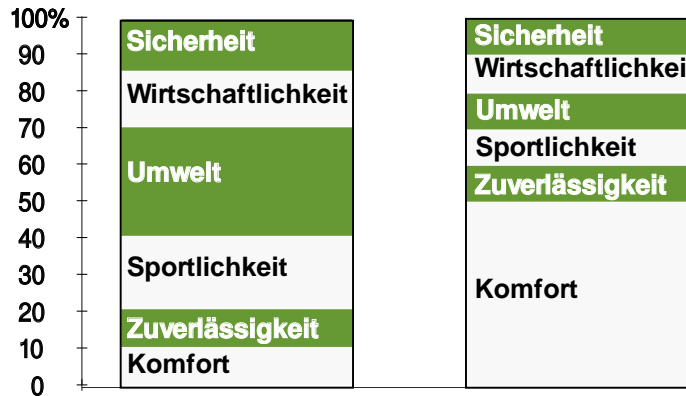 100%
90
80
70
60
50
40
30
20
10
0
Sicherheit
Wirtschaftlichkeit
Umwelt
Sportlichkeit
Zuverlässigkeit
Komfort
Sicherheit
Wirtschaftlichkei
Umwelt
Sportlichkeit
Zuverlässigkeit
Komfort